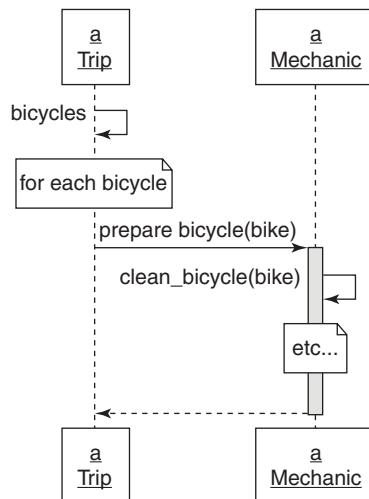 a
Trip
a
Mechanic
bicycles
for each bicycle
prepare bicycle(bike)
clean_bicycle(bike)
etc...
a
Trip
a
Mechanic